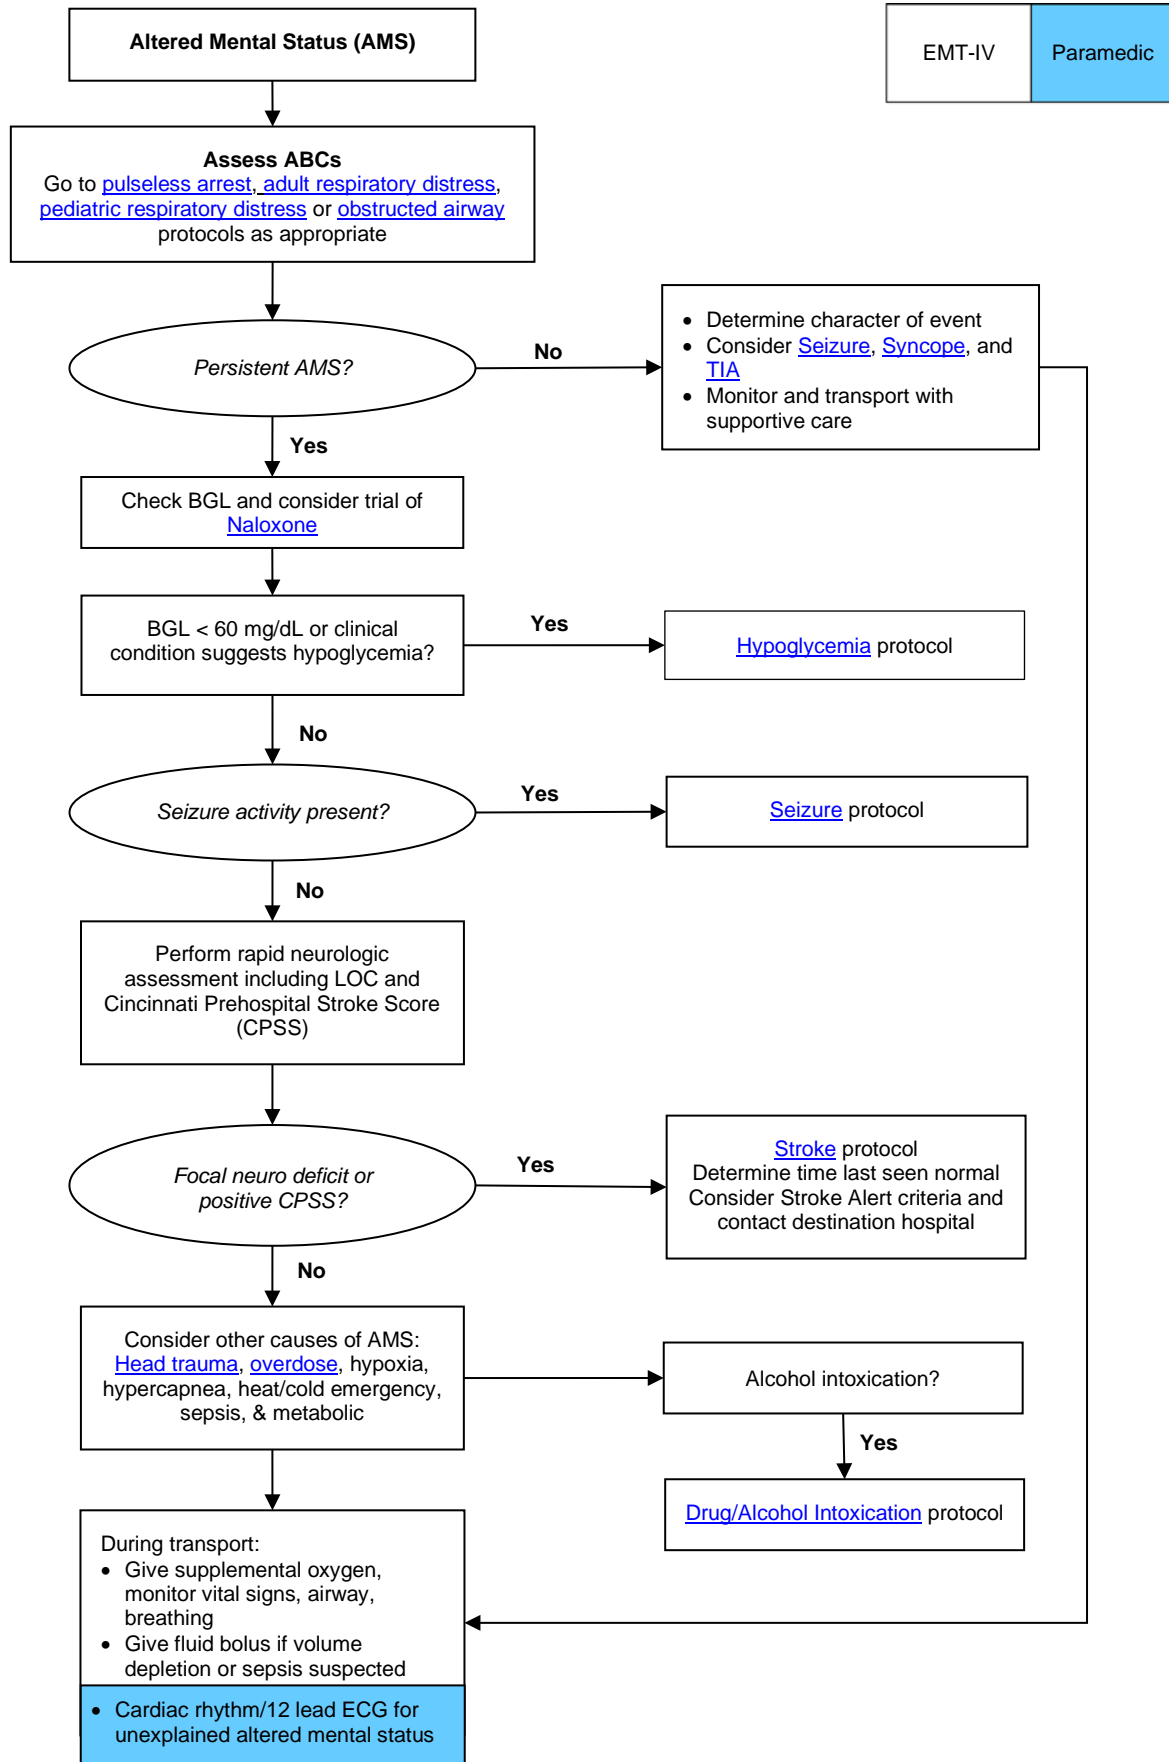 Altered Mental Status (AMS)
EMT-IV
Paramedic
Assess ABCs
Go to pulseless arrest, adult respiratory distress,
pediatric respiratory distress or obstructed airway
protocols as appropriate
Persistent AMS?
No
• Determine character of event
• Consider Seizure, Syncope, and
TIA
• Monitor and transport with
supportive care
Yes
Check BGL and consider trial of
Naloxone
BGL < 60 mg/dL or clinical
condition suggests hypoglycemia?
Yes
Hypoglycemia protocol
No
Seizure activity present?
Yes
Seizure protocol
No
Perform rapid neurologic
assessment including LOC and
Cincinnati Prehospital Stroke Score
(CPSS)
Focal neuro deficit or
positive CPSS?
Yes
Stroke protocol
Determine time last seen normal
Consider Stroke Alert criteria and
contact destination hospital
No
Consider other causes of AMS:
Head trauma, overdose, hypoxia,
hypercapnea, heat/cold emergency,
sepsis, & metabolic
Alcohol intoxication?
Yes
Drug/Alcohol Intoxication protocol
During transport:
• Give supplemental oxygen,
monitor vital signs, airway,
breathing
• Give fluid bolus if volume
depletion or sepsis suspected
• Cardiac rhythm/12 lead ECG for
unexplained altered mental status